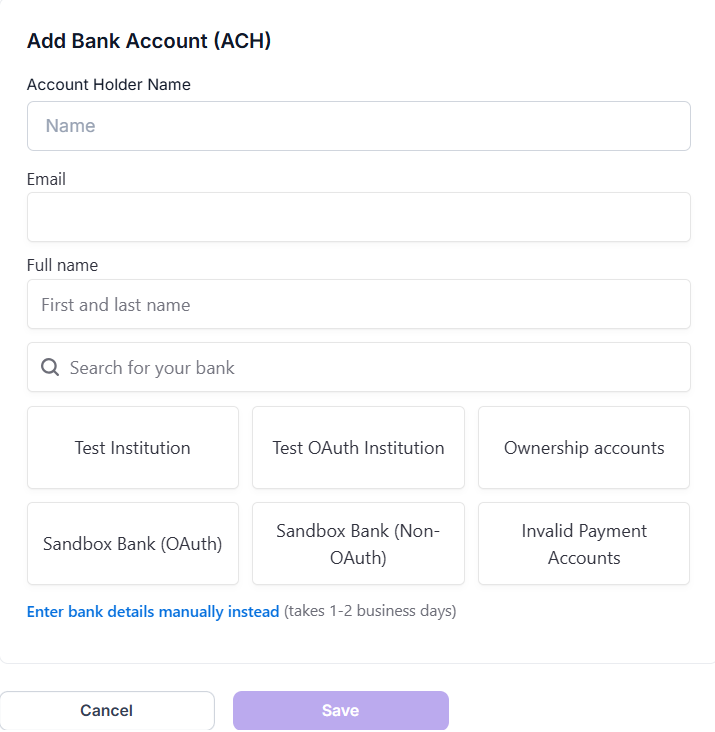 Add Bank Account (ACH)
Account Holder Name
Name
Email
Full name
First and last name
Search for your bank
Test Institution
Test OAuth Institution
Ownership accounts
Sandbox Bank (OAuth)
Sandbox Bank (Non-
OAuth)
Invalid Payment
Accounts
Enter bank details manually instead (takes 1-2 business days)
Cancel
Save